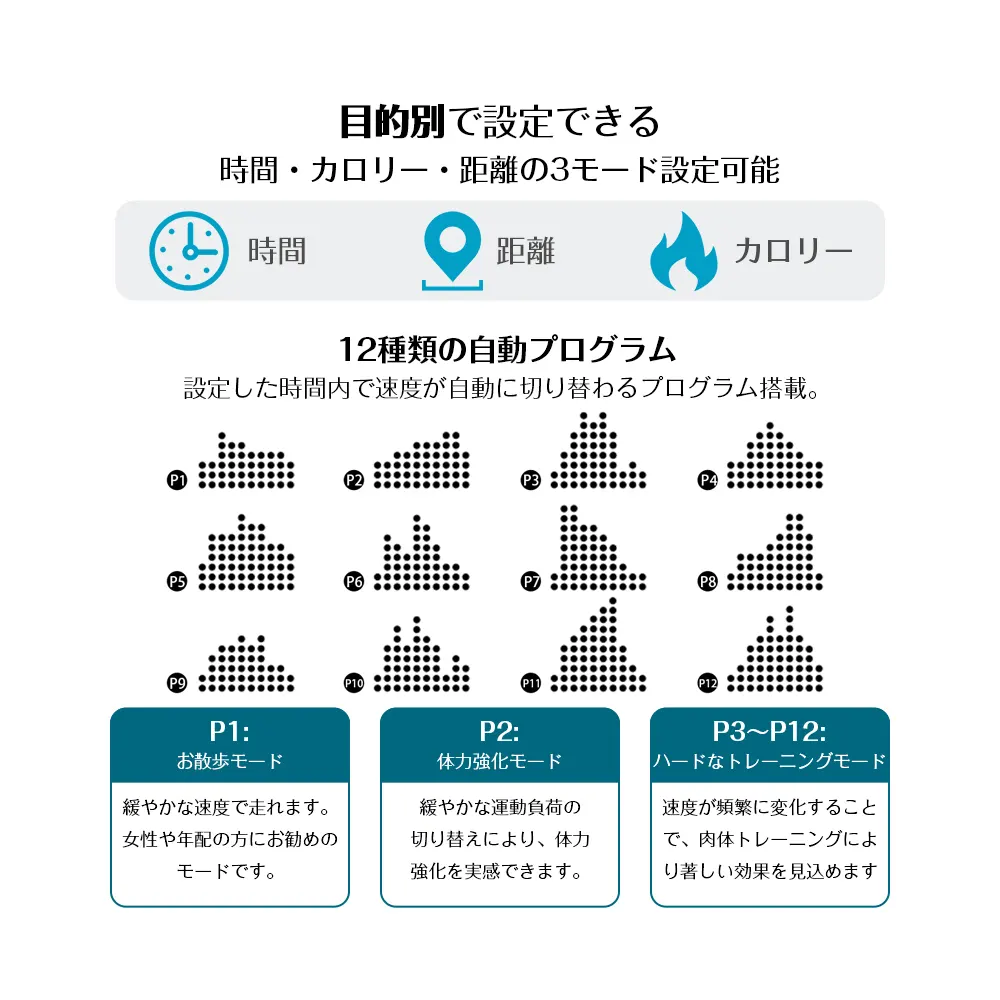 目的別で設定できる
時間・カロリー・距離の3モード設定可能
時間
距離
カロリー
12種類の自動プログラム
設定した時間内で速度が自動に切り替わるプログラム搭載。
P1
P2
P3
P4
P5
P6
P7
P8
P9
P10
P11
P12
P1:
お散歩モード
緩やかな速度で走れます。
女性や年配の方にお勧めの
モードです。
P2:
体力強化モード
緩やかな運動負荷の
切り替えにより、体力
強化を実感できます。
P3〜P12:
ハードなトレーニングモード
速度が頻繁に変化すること
で、肉体トレーニングによ
り著しい効果を見込めます